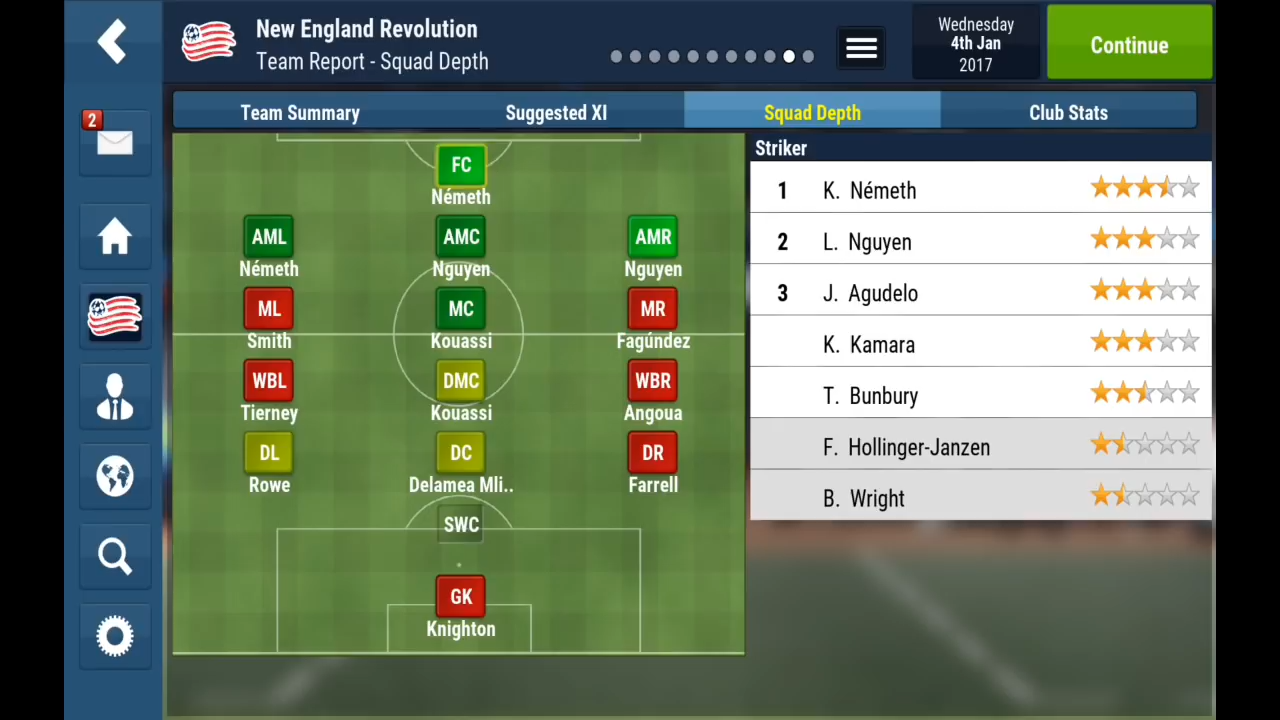 New England Revolution
Team Report - Squad Depth
Wednesday
4th Jan
2017
Continue
2
Team Summary
Suggested XI
Squad Depth
Club Stats
FC
Németh
AML
AMC
AMR
Németh
Nguyen
Nguyen
ML
MC
MR
Smith
Kouassi
Fagúndez
WBL
DMC
WBR
Tierney
Kouassi
Angoua
DL
DC
DR
Rowe
Delamea Mli..
Farrell
SWC
GK
Knighton
Striker
1 K. Németh
2 L. Nguyen
3 J. Agudelo
K. Kamara
T. Bunbury
F. Hollinger-Janzen
B. Wright